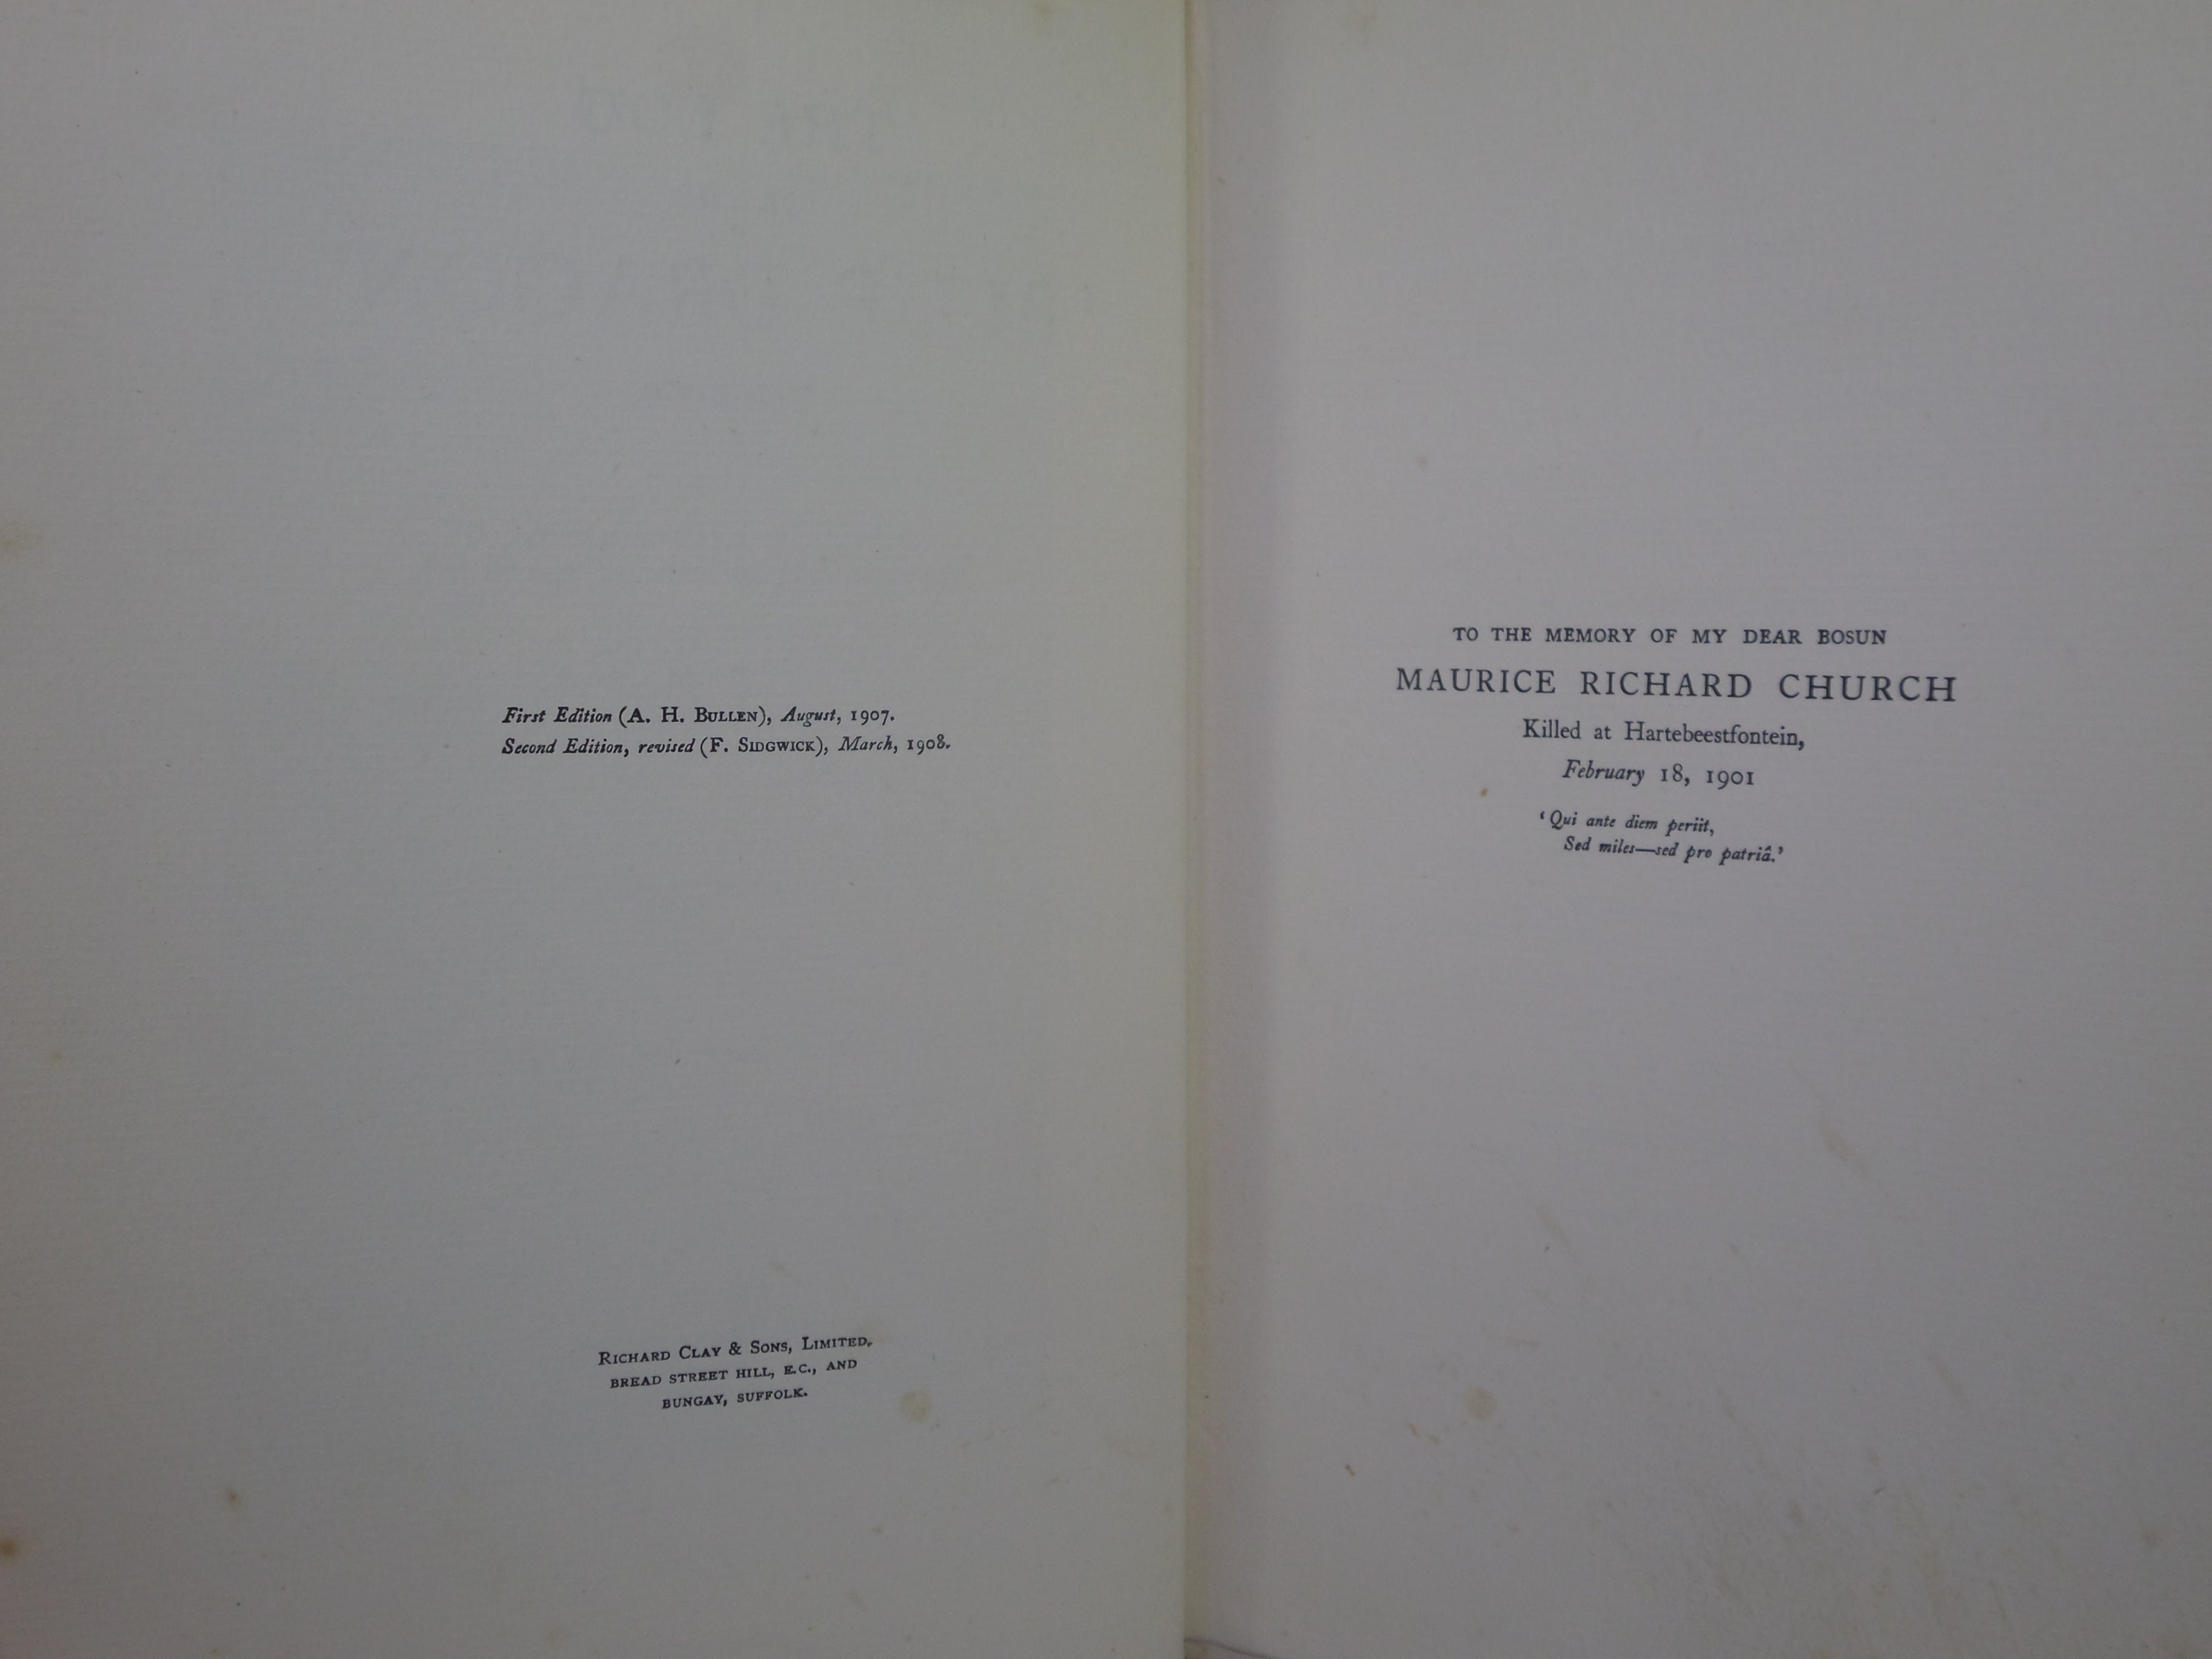 First Edition (A. H. Bullen), August, 1907.
Second Edition, revised (F. Sidgwick), March, 1908.
Richard Clay & Sons, Limited,
BREAD STREET HILL, E.C., AND
BUNGAY, SUFFOLK.
TO THE MEMORY OF MY DEAR BOSUN
MAURICE RICHARD CHURCH
Killed at Hartebeestfontein,
February 18, 1901
‘Qui ante diem periit,
Sed miles—sed pro patriâ.’